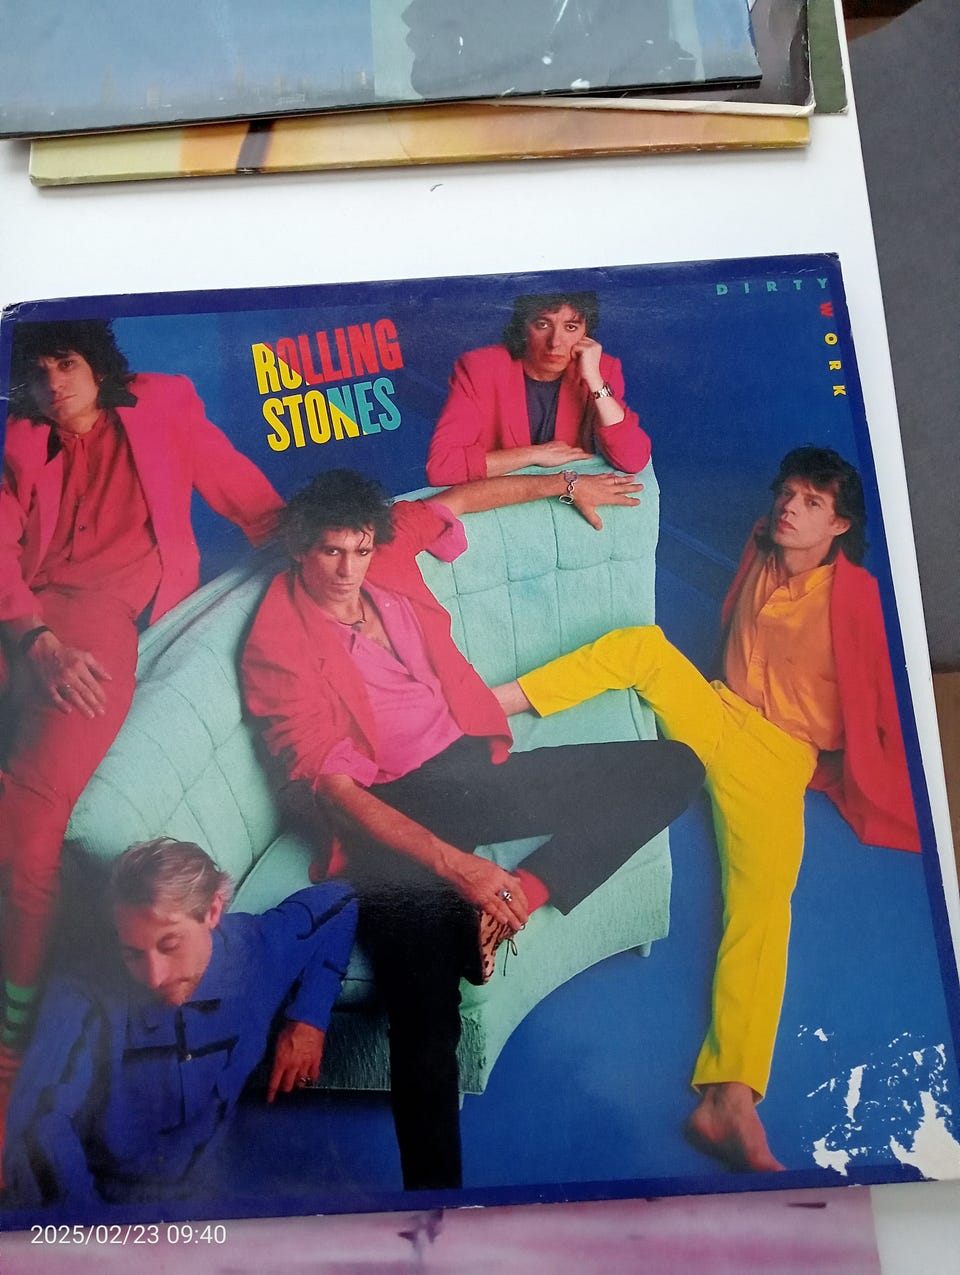 DIRTY
WORK
ROLLING
STONES
2025/02/23 09:40